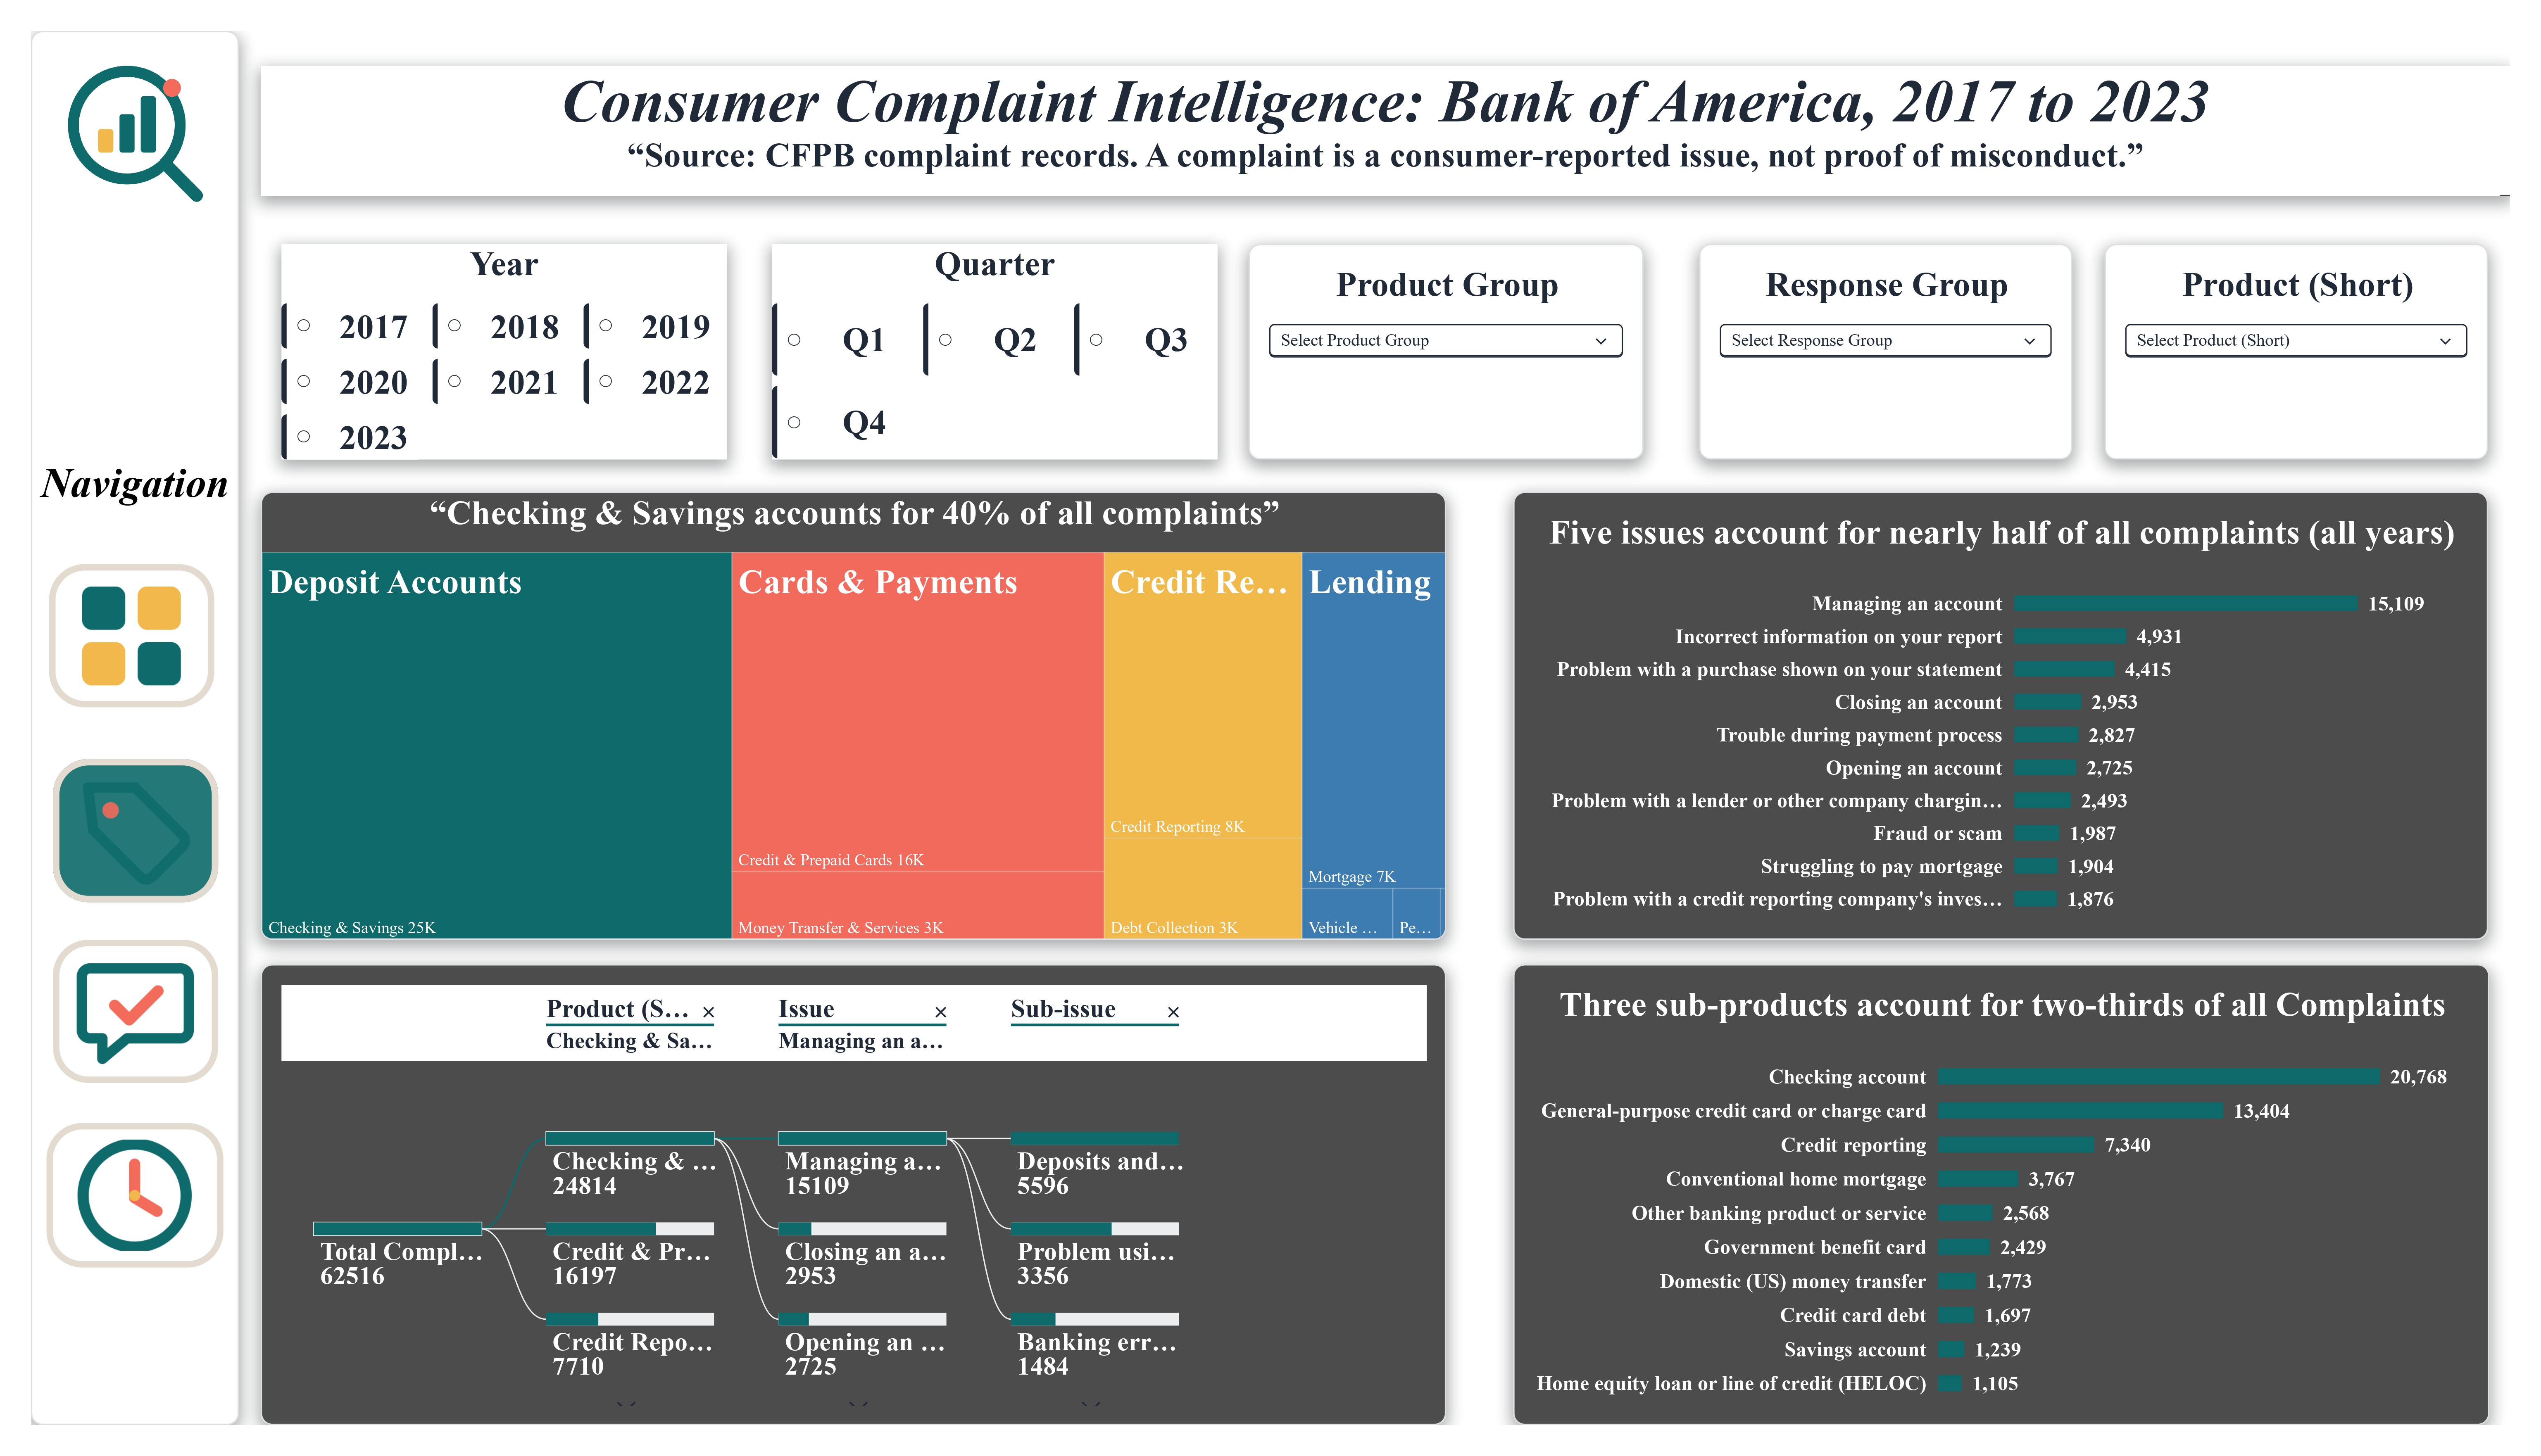 Consumer Complaint Intelligence: Bank of America, 2017 to 2023
“Source: CFPB complaint records. A complaint is a consumer-reported issue, not proof of misconduct.”
Navigation
Year
2017 2018 2019
2020 2021 2022
2023
Quarter
Q1 Q2 Q3
Q4
Product Group
Select Product Group
Response Group
Select Response Group
Product (Short)
Select Product (Short)
“Checking & Savings accounts for 40% of all complaints”
Deposit Accounts
Checking & Savings 25K
Cards & Payments
Credit & Prepaid Cards 16K
Money Transfer & Services 3K
Credit Re...
Credit Reporting 8K
Debt Collection 3K
Lending
Mortgage 7K
Vehicle ...
Pe...
Five issues account for nearly half of all complaints (all years)
Managing an account 15,109
Incorrect information on your report 4,931
Problem with a purchase shown on your statement 4,415
Closing an account 2,953
Trouble during payment process 2,827
Opening an account 2,725
Problem with a lender or other company chargin... 2,493
Fraud or scam 1,987
Struggling to pay mortgage 1,904
Problem with a credit reporting company's inves... 1,876
Product (S... × Issue × Sub-issue ×
Checking & Sa... Managing an a...
Total Compl...
62516
Checking & ...
24814
Credit & Pr...
16197
Credit Repo...
7710
Managing a...
15109
Closing an a...
2953
Opening an ...
2725
Deposits and...
5596
Problem usi...
3356
Banking err...
1484
Three sub-products account for two-thirds of all Complaints
Checking account 20,768
General-purpose credit card or charge card 13,404
Credit reporting 7,340
Conventional home mortgage 3,767
Other banking product or service 2,568
Government benefit card 2,429
Domestic (US) money transfer 1,773
Credit card debt 1,697
Savings account 1,239
Home equity loan or line of credit (HELOC) 1,105